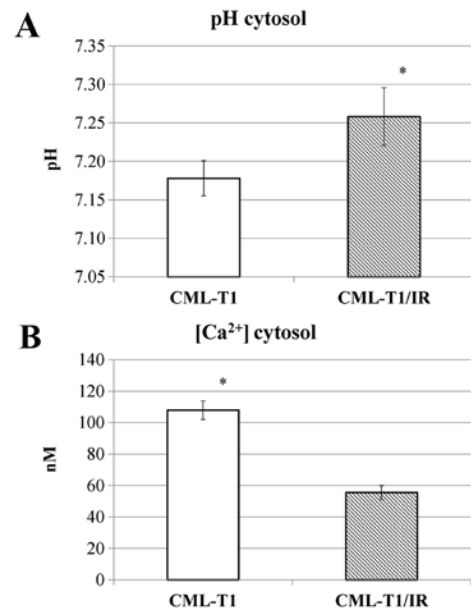 A
pH cytosol
7.35
7.30
7.25
7.20
7.15
7.10
7.05
pH
*
CML-T1
CML-T1/IR
B
[Ca²⁺] cytosol
140
120
100
80
60
40
20
0
nM
*
CML-T1
CML-T1/IR